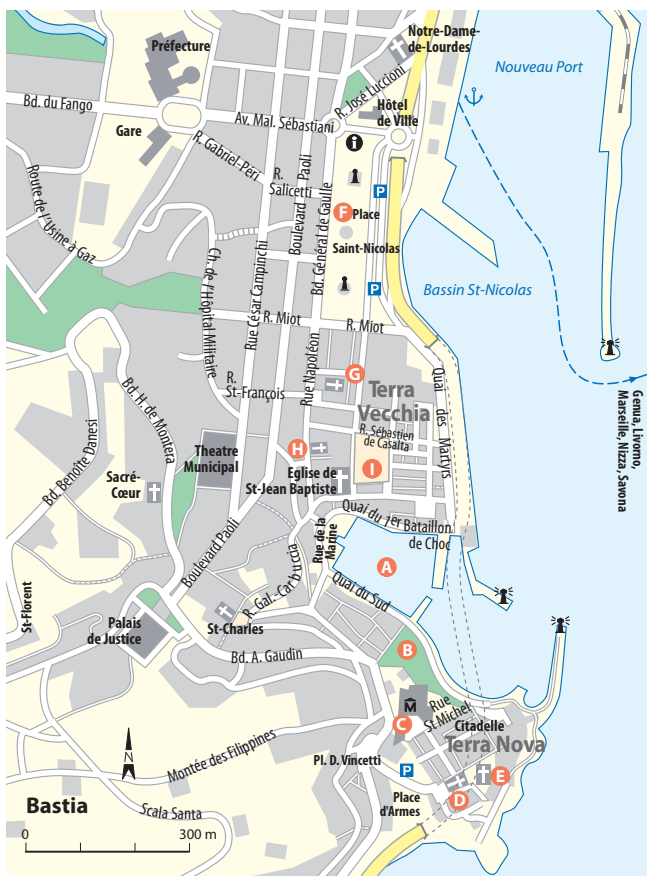 Notre-Dame-
de-Lourdes
Préfecture
Nouveau Port
R. José Luccioni
Bd. du Fango
Hôtel
de Ville
Av. Mal. Sébastiani
Gare
i
R. Gabriel-Péri
R.
Salicetti
Boulevard Paoli
P
F
Place
Saint-Nicolas
Route de l'Usine à Gaz
Bd. Général de Gaulle
Rue César Campinchi
Ch. de l'Hôpital Militaire
P
Bassin St-Nicolas
R. Miot
R. Miot
Rue Napoléon
G
Terra
Vecchia
R.
St-François
Quai des Martyrs
Genua, Livorno,
Marseille, Nizza, Savona
Bd. H. de Montera
R. Sébastien
de Casalta
Bd. Benoîte Danesi
Theatre
Municipal
H
I
Eglise de
St-Jean Baptiste
Sacré-
Cœur
Quai du 1er Bataillon
de Choc
Boulevard Paoli
Rue de la
Marine
A
R. Gal.-Carbuccia
Quai du Sud
St-Florent
Palais
de Justice
St-Charles
Bd. A. Gaudin
B
M
Rue
St-Michel
C
Citadelle
Terra Nova
N
Montée des Filippines
Pl. D. Vincetti
P
E
Bastia
Scala Santa
Place
d'Armes
D
0
300 m